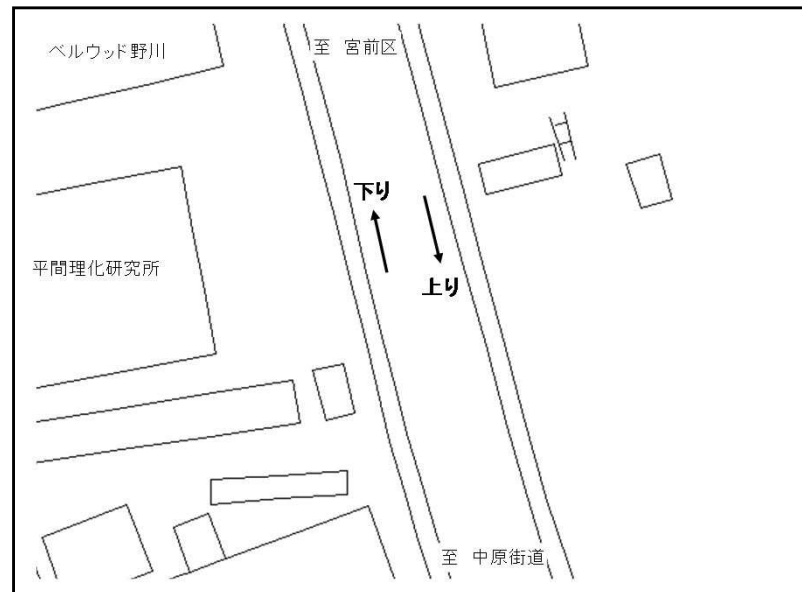 ベルウッド野川
至 宮前区
下り
平間理化研究所
上り
至 中原街道